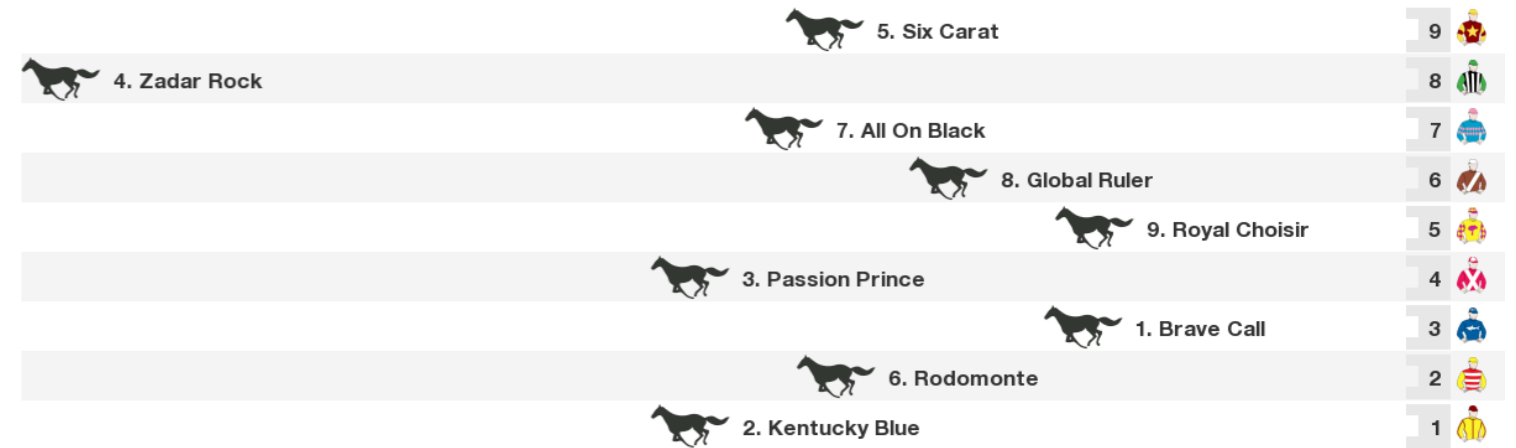 5. Six Carat 9
4. Zadar Rock 8
7. All On Black 7
8. Global Ruler 6
9. Royal Choisir 5
3. Passion Prince 4
1. Brave Call 3
6. Rodomonte 2
2. Kentucky Blue 1